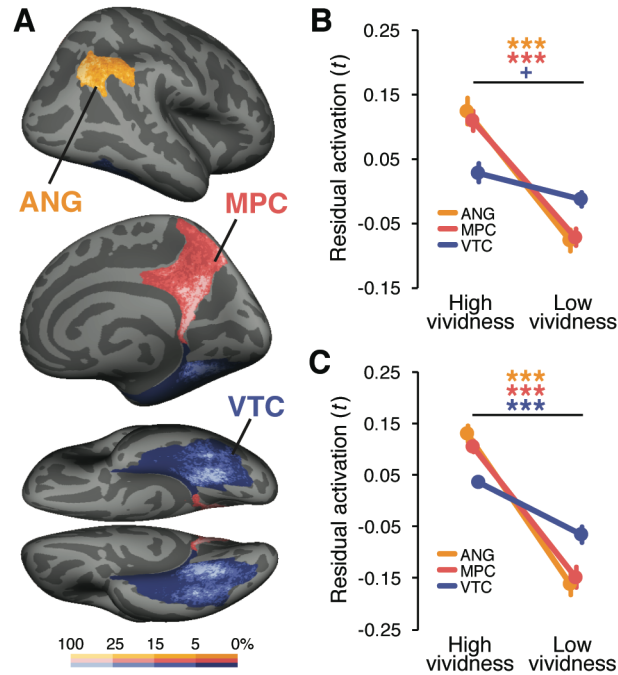 A
ANG
MPC
VTC
100 25 15 5 0%
B
Residual activation (t)
0.25
0.15
0.05
-0.05
-0.15
***
***
+
ANG
MPC
VTC
High vividness
Low vividness
C
Residual activation (t)
0.25
0.15
0.05
-0.05
-0.15
-0.25
***
***
***
ANG
MPC
VTC
High vividness
Low vividness